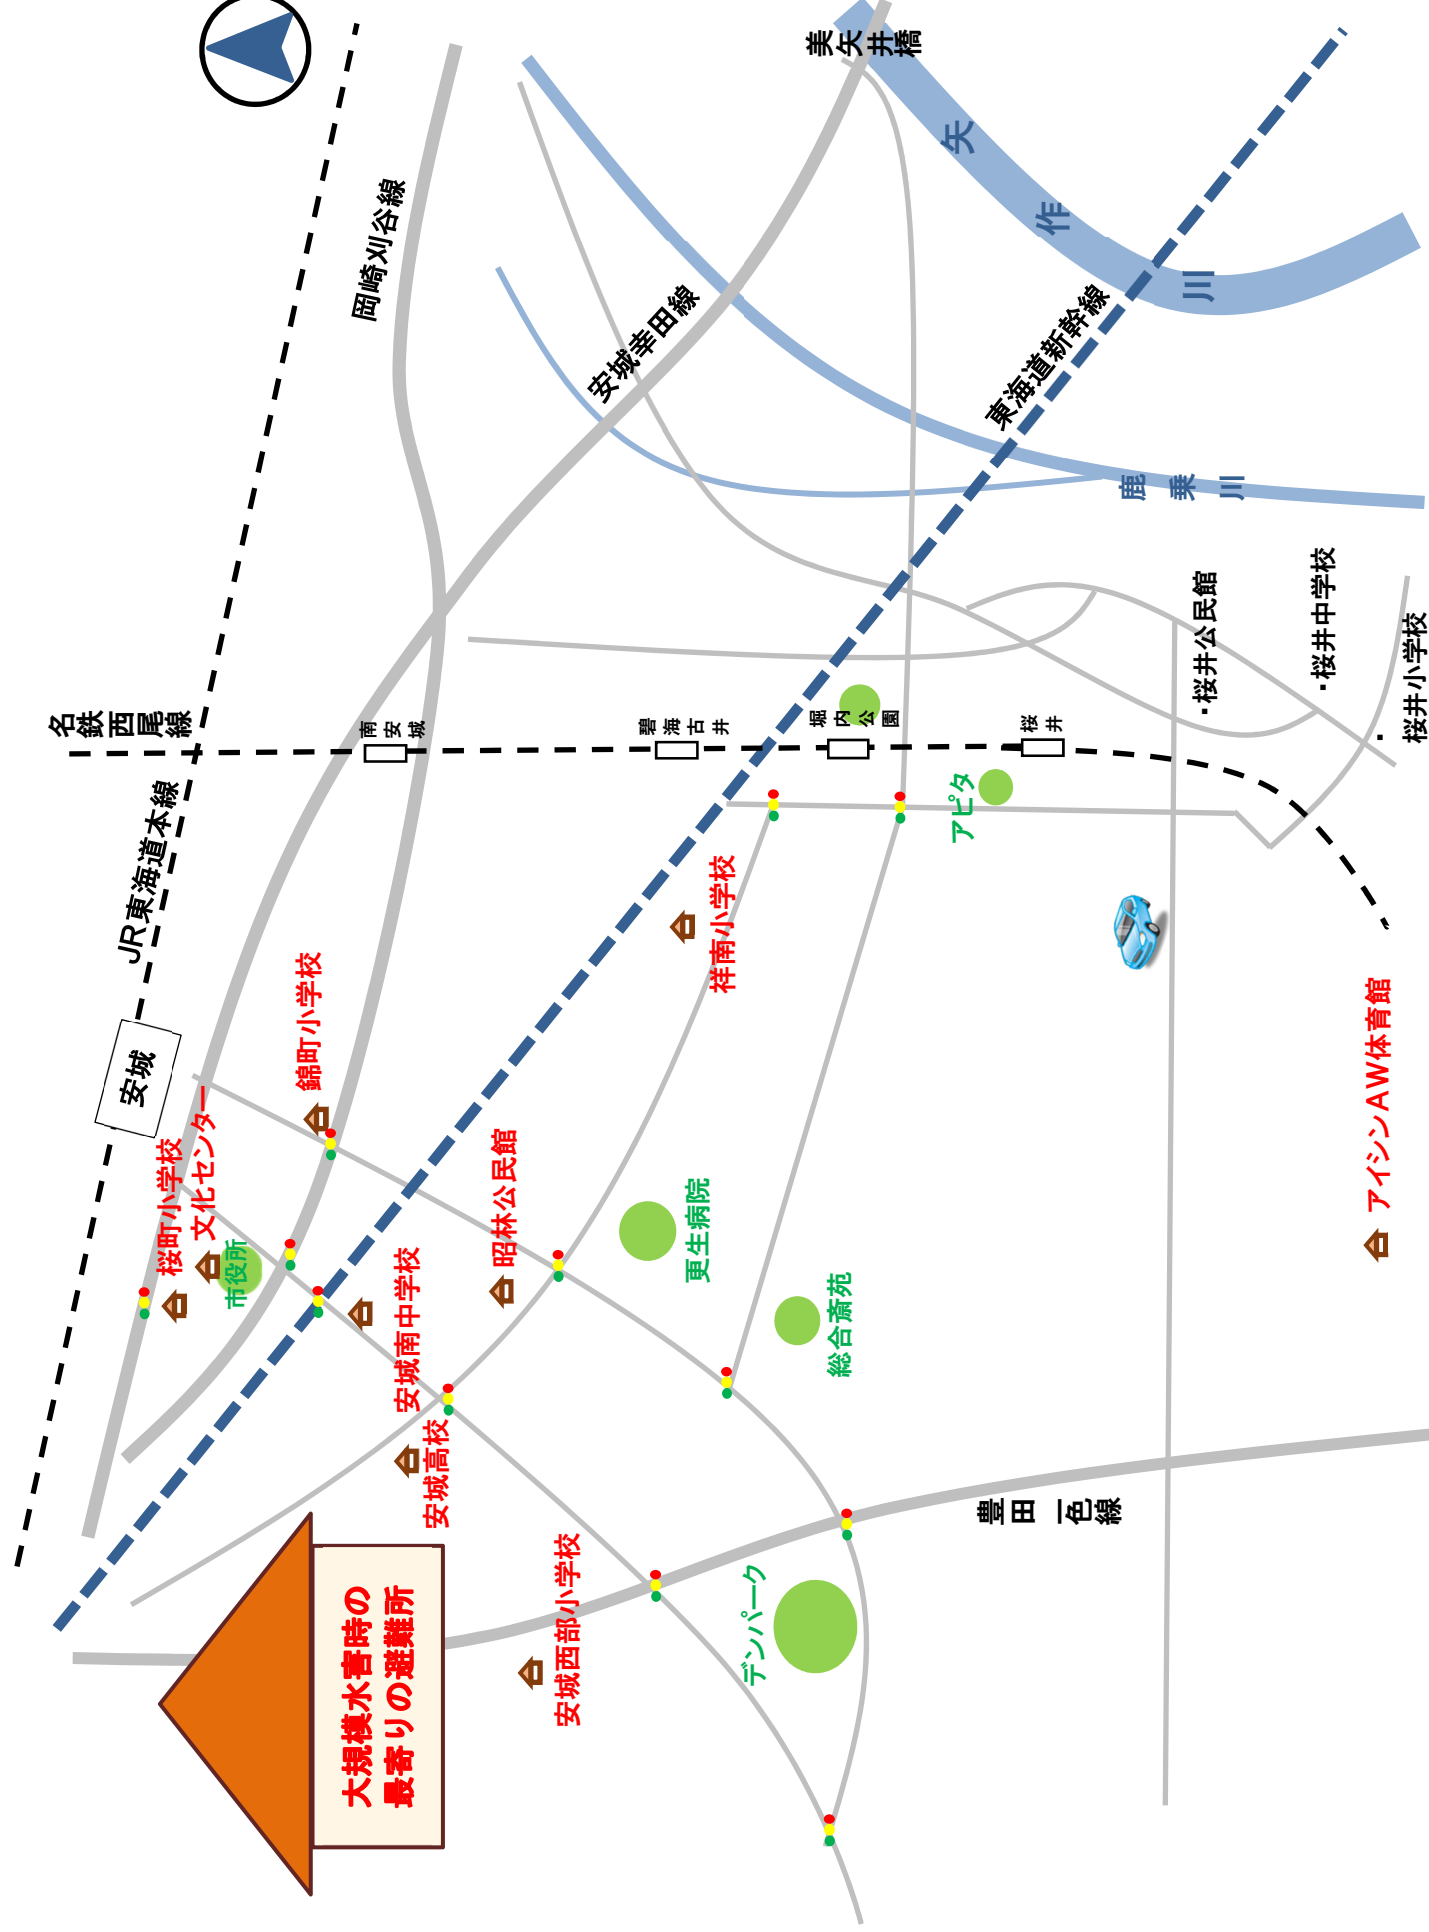 大規模水害時の
最寄りの避難所
JR東海道本線
安城
名鉄西尾線
岡崎刈谷線
安城幸田線
美矢井橋
矢作川
東海道新幹線
鹿乗川
南安城
碧海古井
堀内公園
桜井
桜町小学校
文化センター
市役所
錦町小学校
安城南中学校
昭林公民館
安城高校
更生病院
祥南小学校
アピタ
総合斎苑
安城西部小学校
デンパーク
豊田一色線
・桜井公民館
・桜井中学校
・桜井小学校
アイシンAW体育館